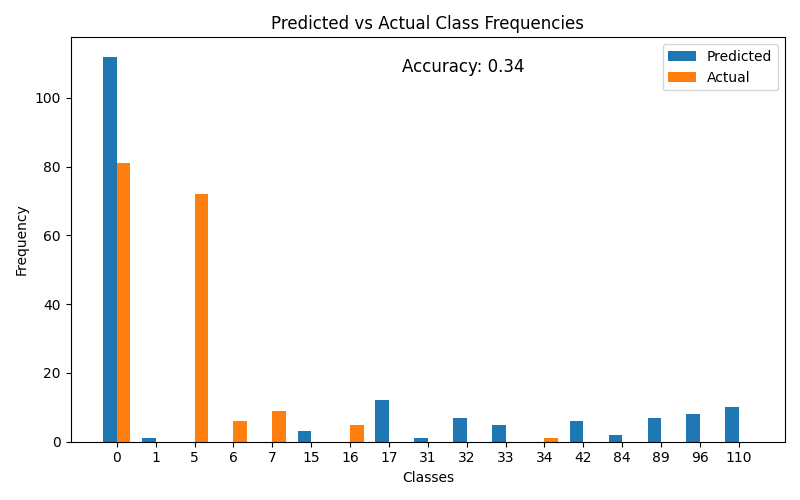 Predicted vs Actual Class Frequencies
Accuracy: 0.34
Predicted
Actual
100
80
60
40
20
0
Frequency
0 1 5 6 7 15 16 17 31 32 33 34 42 84 89 96 110
Classes